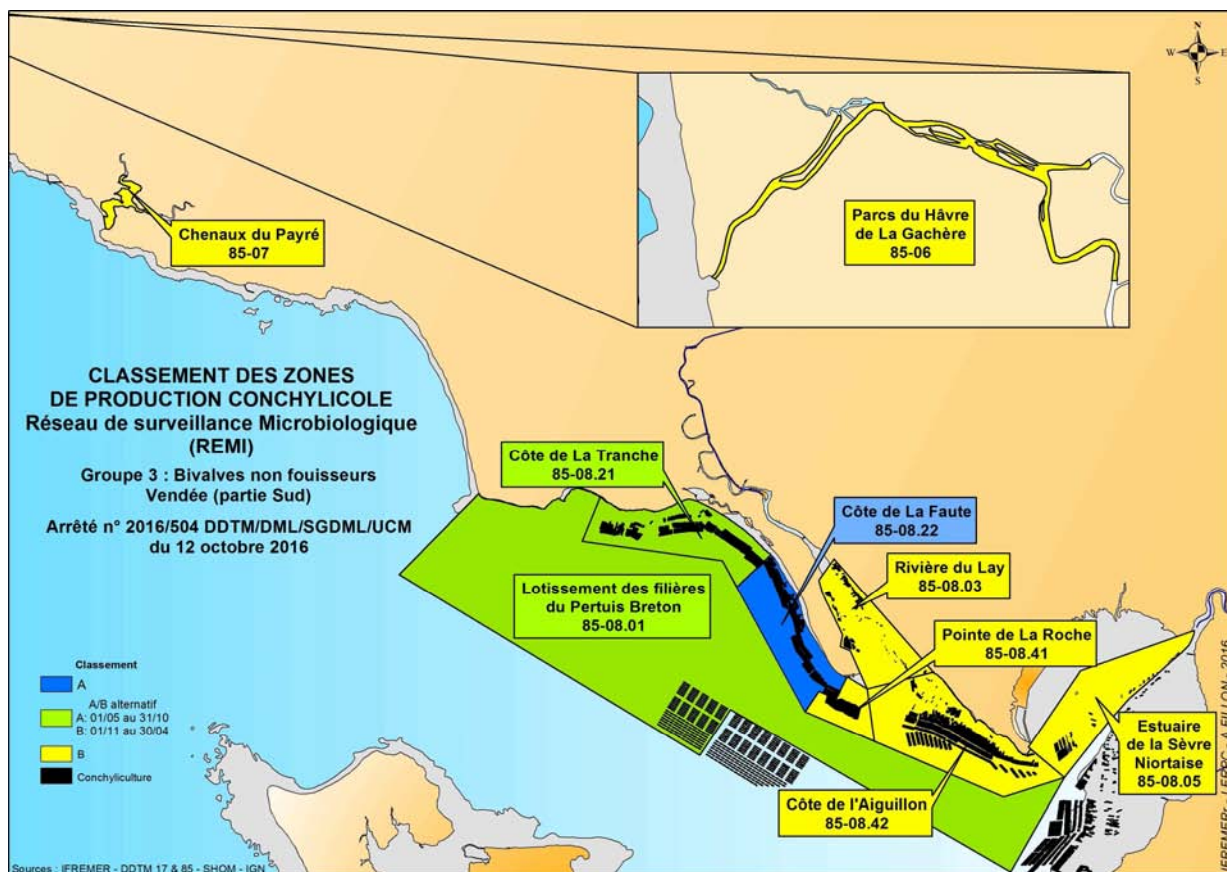 N
W E
S
Chenaux du Payré
85-07
Parcs du Hâvre
de La Gachère
85-06
CLASSEMENT DES ZONES
DE PRODUCTION CONCHYLICOLE
Réseau de surveillance Microbiologique
(REMI)
Groupe 3 : Bivalves non fouisseurs
Vendée (partie Sud)
Arrêté n° 2016/504 DDTM/DML/SGDML/UCM
du 12 octobre 2016
Côte de La Tranche
85-08.21
Côte de La Faute
85-08.22
Rivière du Lay
85-08.03
Lotissement des filières
du Pertuis Breton
85-08.01
Pointe de La Roche
85-08.41
Estuaire
de la Sèvre
Niortaise
85-08.05
Côte de l'Aiguillon
85-08.42
Classement
A
A/B alternatif
A: 01/05 au 31/10
B: 01/11 au 30/04
B
Conchyliculture
Sources : IFREMER - DDTM 17 & 85 - SHOM - IGN
2016